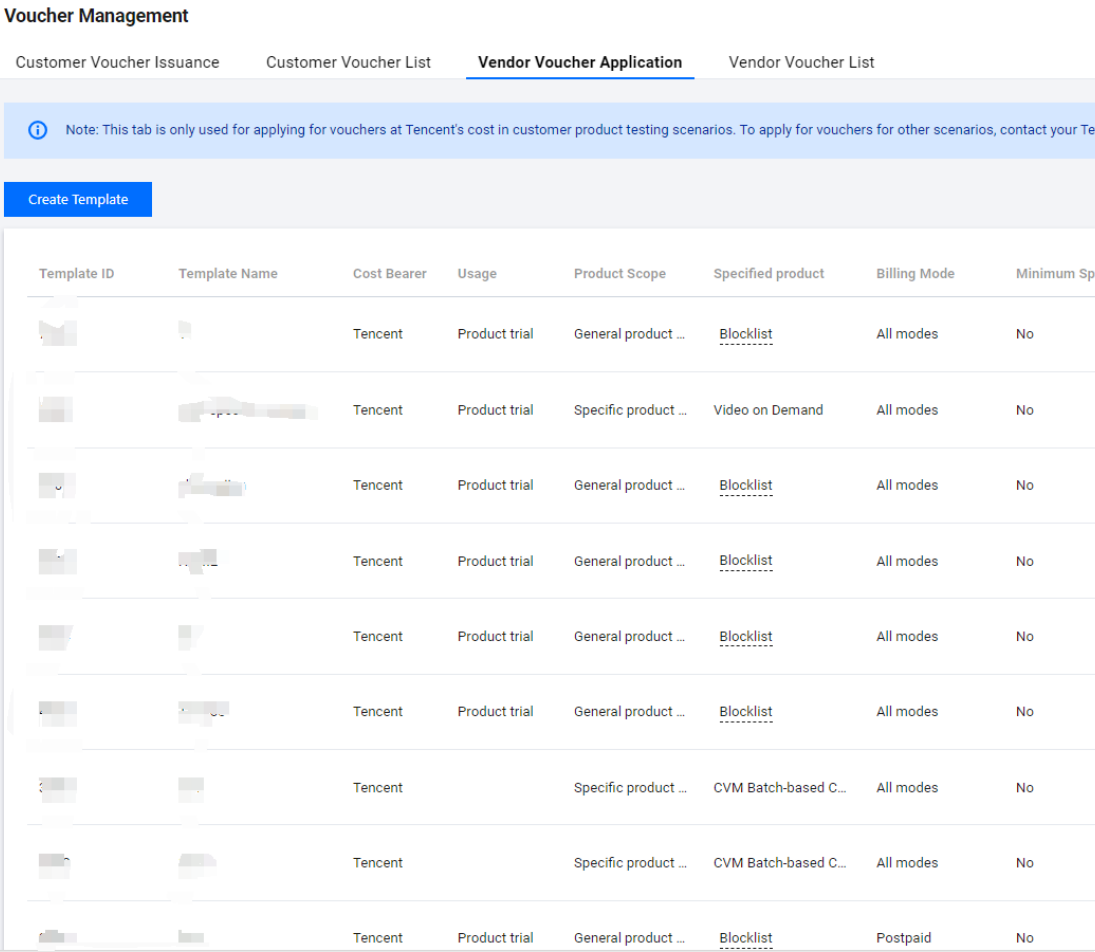 Voucher Management
Customer Voucher Issuance Customer Voucher List Vendor Voucher Application Vendor Voucher List
Note: This tab is only used for applying for vouchers at Tencent's cost in customer product testing scenarios. To apply for vouchers for other scenarios, contact your Te
Create Template
Template ID Template Name Cost Bearer Usage Product Scope Specified product Billing Mode Minimum Sp
Tencent Product trial General product ... Blocklist All modes No
Tencent Product trial Specific product ... Video on Demand All modes No
Tencent Product trial General product ... Blocklist All modes No
Tencent Product trial General product ... Blocklist All modes No
Tencent Product trial General product ... Blocklist All modes No
Tencent Product trial General product ... Blocklist All modes No
Tencent Specific product ... CVM Batch-based C... All modes No
Tencent Specific product ... CVM Batch-based C... All modes No
Tencent Product trial General product ... Blocklist Postpaid No